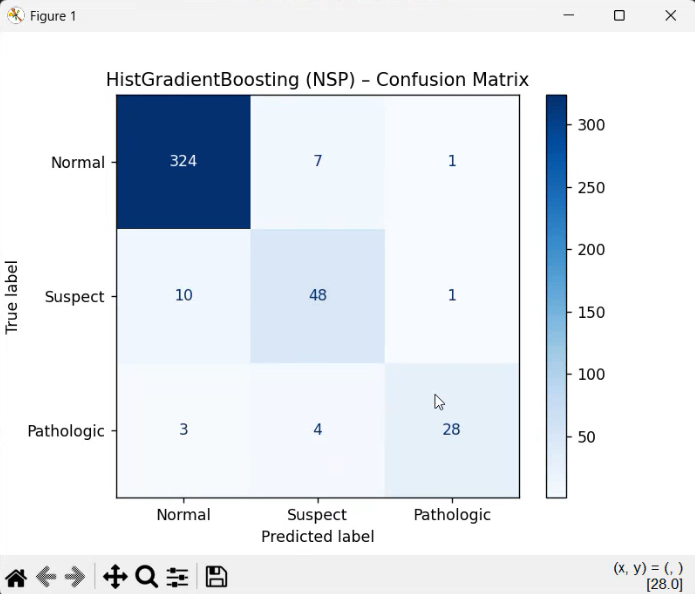 Figure 1
HistGradientBoosting (NSP) – Confusion Matrix
True label
Normal 324 7 1
Suspect 10 48 1
Pathologic 3 4 28
Normal Suspect Pathologic
Predicted label
300
250
200
150
100
50
(x, y) = (, )
[28.0]